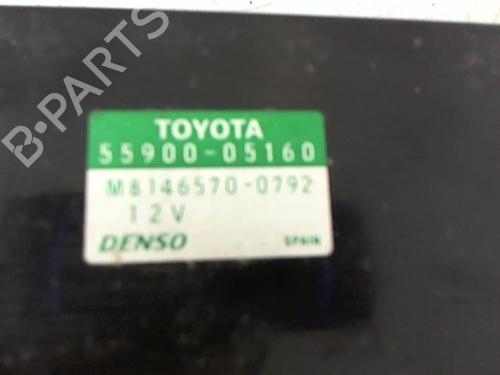 B-PARTS
TOYOTA
55900-05160
MB146570-0792
12V
DENSO
SPAIN